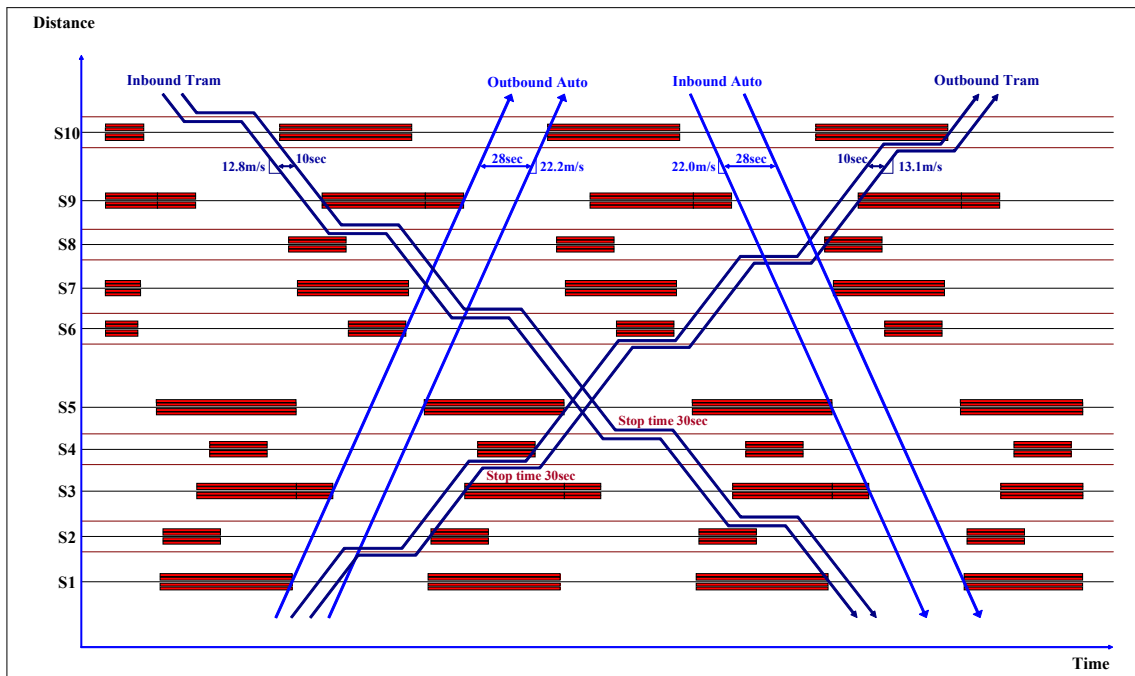 Distance
Inbound Tram
Outbound Auto
Inbound Auto
Outbound Tram
S10
12.8m/s
10sec
28sec
22.2m/s
22.0m/s
28sec
10sec
13.1m/s
S9
S8
S7
S6
S5
Stop time 30sec
S4
Stop time 30sec
S3
S2
S1
Time